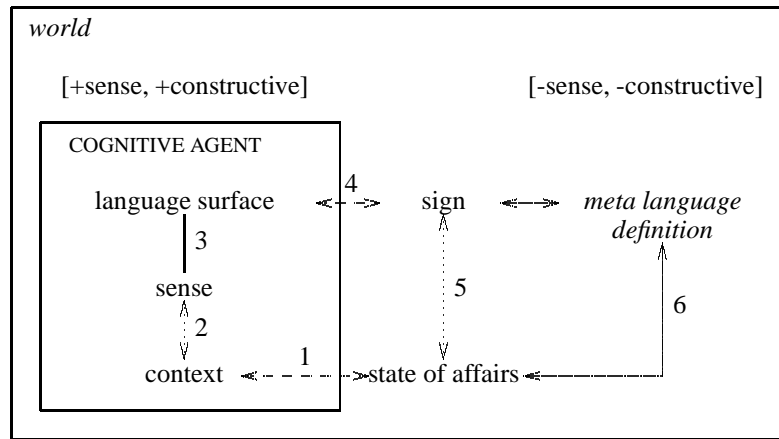 world
[+sense, +constructive]
[-sense, -constructive]
COGNITIVE AGENT
4
language surface
sign
meta language
definition
3
sense
5
6
2
1
context
state of affairs